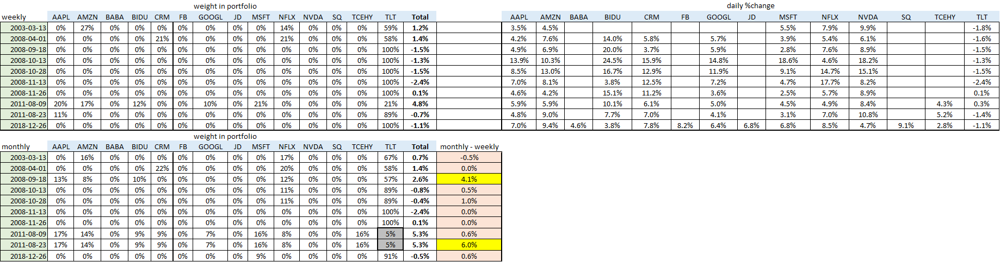 weight in portfolio daily %change
weekly AAPL AMZN BABA BIDU CRM FB GOOGL JD MSFT NFLX NVDA SQ TCEHY TLT Total AAPL AMZN BABA BIDU CRM FB GOOGL JD MSFT NFLX NVDA SQ TCEHY TLT
2003-03-13 0% 27% 0% 0% 0% 0% 0% 0% 0% 14% 0% 0% 0% 59% 1.2% 3.5% 4.5% 5.5% 7.9% 9.9% -1.8%
2008-04-01 0% 0% 0% 0% 21% 0% 0% 0% 0% 21% 0% 0% 0% 58% 1.4% 4.2% 7.6% 14.0% 5.8% 5.7% 3.9% 5.4% 6.1% -1.6%
2008-09-18 0% 0% 0% 0% 0% 0% 0% 0% 0% 0% 0% 0% 0% 100% -1.5% 4.9% 6.9% 20.0% 3.7% 5.9% 2.8% 7.6% 8.9% -1.5%
2008-10-13 0% 0% 0% 0% 0% 0% 0% 0% 0% 0% 0% 0% 0% 100% -1.3% 13.9% 10.3% 24.5% 15.9% 14.8% 18.6% 4.6% 18.2% -1.3%
2008-10-28 0% 0% 0% 0% 0% 0% 0% 0% 0% 0% 0% 0% 0% 100% -1.5% 8.5% 13.0% 16.7% 12.9% 11.9% 9.1% 14.7% 15.1% -1.5%
2008-11-13 0% 0% 0% 0% 0% 0% 0% 0% 0% 0% 0% 0% 0% 100% -2.4% 7.0% 8.1% 3.8% 12.5% 7.2% 4.7% 17.7% 8.2% -2.4%
2008-11-26 0% 0% 0% 0% 0% 0% 0% 0% 0% 0% 0% 0% 0% 100% 0.1% 4.6% 4.2% 15.1% 11.2% 3.6% 2.5% 5.7% 8.9% 0.1%
2011-08-09 20% 17% 0% 12% 0% 0% 10% 0% 21% 0% 0% 0% 0% 21% 4.8% 5.9% 5.9% 10.1% 6.1% 5.0% 4.5% 4.9% 8.4% 4.3% 0.3%
2011-08-23 11% 0% 0% 0% 0% 0% 0% 0% 0% 0% 0% 0% 0% 89% -0.7% 4.8% 9.0% 7.7% 7.0% 4.1% 3.1% 7.0% 10.8% 5.2% -1.4%
2018-12-26 0% 0% 0% 0% 0% 0% 0% 0% 0% 0% 0% 0% 0% 100% -1.1% 7.0% 9.4% 4.6% 3.8% 7.8% 8.2% 6.4% 6.8% 6.8% 8.5% 4.7% 9.1% 2.8% -1.1%
weight in portfolio
monthly AAPL AMZN BABA BIDU CRM FB GOOGL JD MSFT NFLX NVDA SQ TCEHY TLT Total monthly - weekly
2003-03-13 0% 16% 0% 0% 0% 0% 0% 0% 0% 17% 0% 0% 0% 67% 0.7% -0.5%
2008-04-01 0% 0% 0% 0% 22% 0% 0% 0% 0% 20% 0% 0% 0% 58% 1.4% 0.0%
2008-09-18 13% 8% 0% 10% 0% 0% 0% 0% 0% 12% 0% 0% 0% 57% 2.6% 4.1%
2008-10-13 0% 0% 0% 0% 0% 0% 0% 0% 0% 11% 0% 0% 0% 89% -0.8% 0.5%
2008-10-28 0% 0% 0% 0% 0% 0% 0% 0% 0% 11% 0% 0% 0% 89% -0.4% 1.0%
2008-11-13 0% 0% 0% 0% 0% 0% 0% 0% 0% 0% 0% 0% 0% 100% -2.4% 0.0%
2008-11-26 0% 0% 0% 0% 0% 0% 0% 0% 0% 0% 0% 0% 0% 100% 0.1% 0.0%
2011-08-09 17% 14% 0% 9% 9% 0% 7% 0% 16% 8% 0% 0% 16% 5% 5.3% 0.6%
2011-08-23 17% 14% 0% 9% 9% 0% 7% 0% 16% 8% 0% 0% 16% 5% 5.3% 6.0%
2018-12-26 0% 0% 0% 0% 0% 0% 0% 0% 9% 0% 0% 0% 0% 91% -0.5% 0.6%